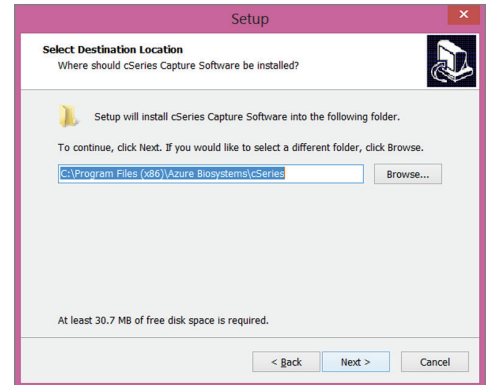 Setup
Select Destination Location
Where should cSeries Capture Software be installed?
Setup will install cSeries Capture Software into the following folder.
To continue, click Next. If you would like to select a different folder, click Browse.
C:\Program Files (x86)\Azure Biosystems\cSeries
Browse...
At least 30.7 MB of free disk space is required.
< Back Next > Cancel